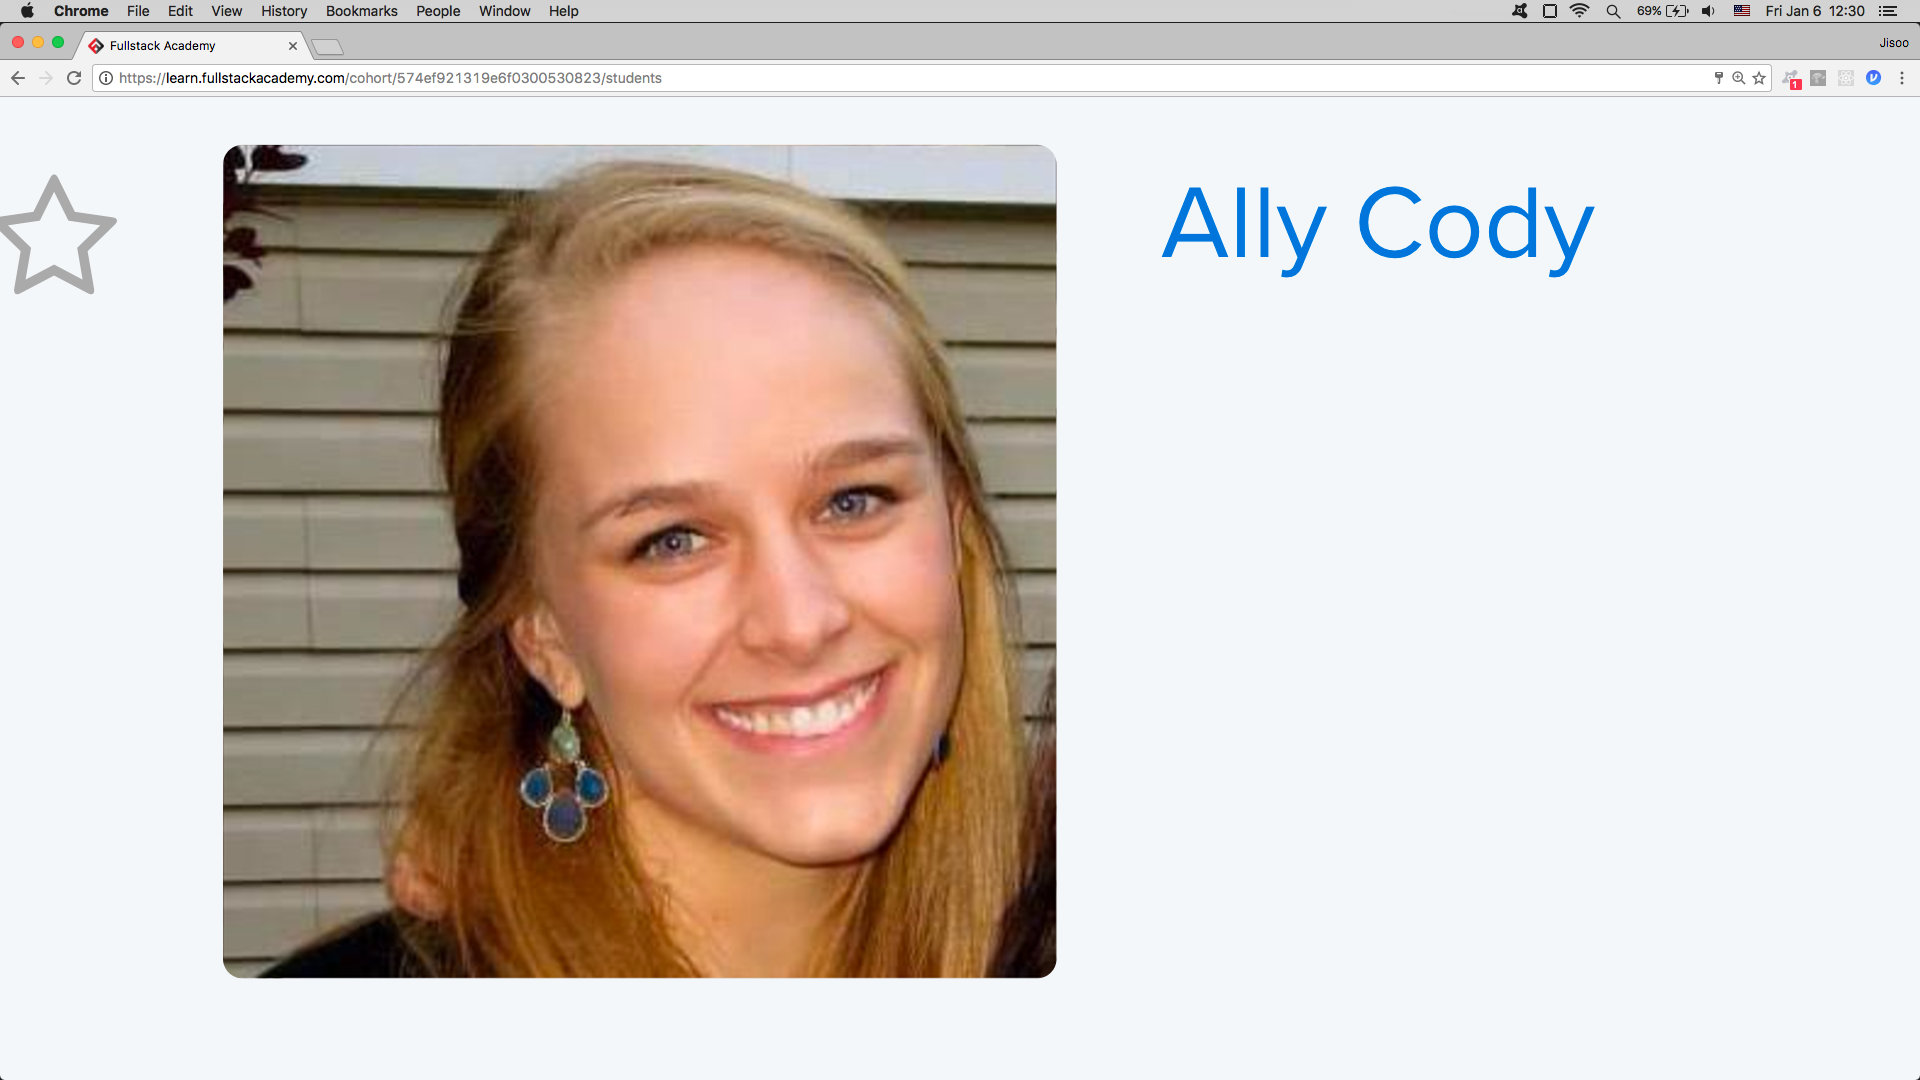 Chrome File Edit View History Bookmarks People Window Help 69% Fri Jan 6 12:30
Fullstack Academy Jisoo
https://learn.fullstackacademy.com/cohort/574ef921319e6f0300530823/students 1
Ally Cody